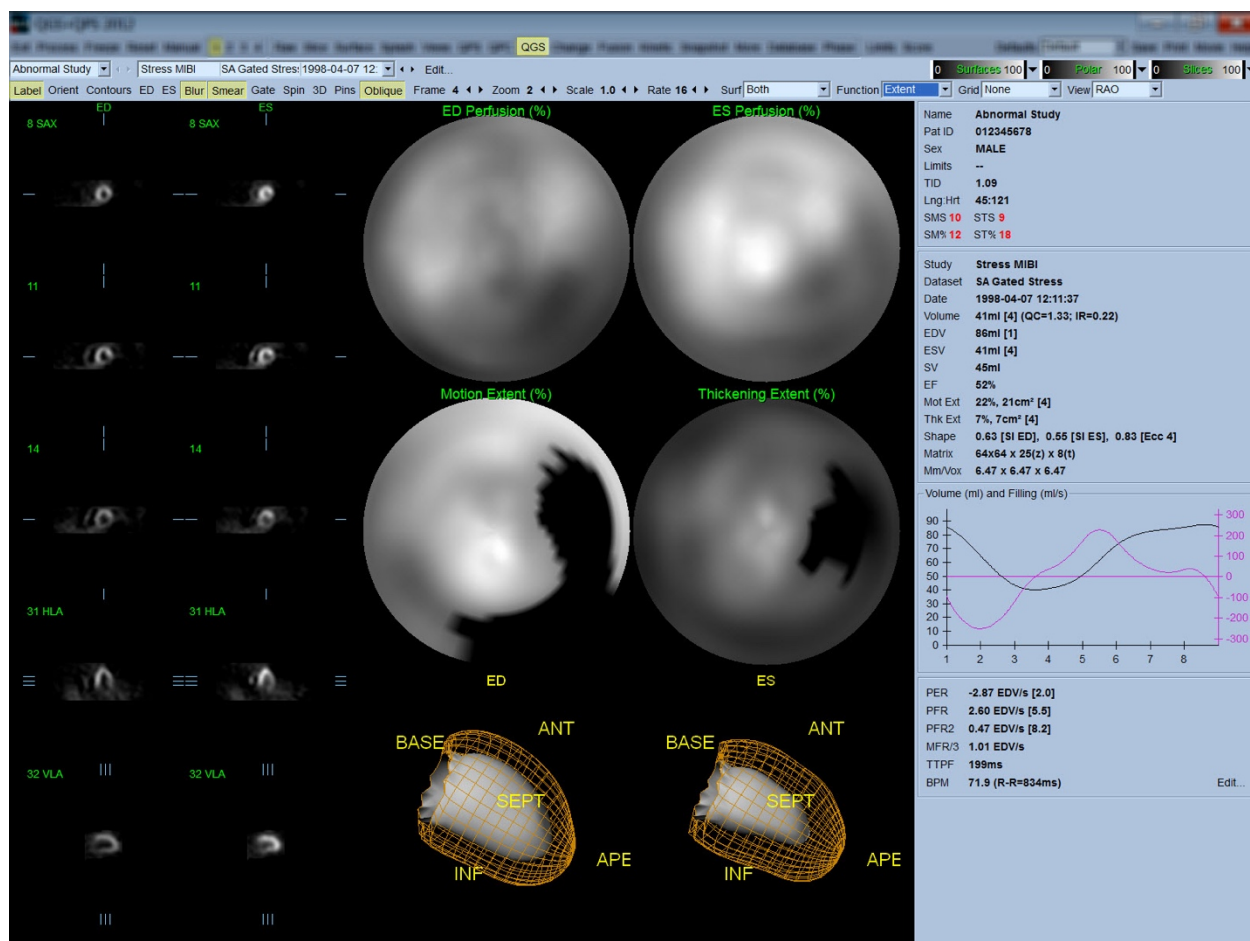 QGS+QPS 2012
QGS
Abnormal Study Stress MIBI SA Gated Stres: 1998-04-07 12: Edit...
0 Surfaces 100 0 Polar 100 0 Slices 100
Label Orient Contours ED ES Blur Smear Gate Spin 3D Pins Oblique Frame 4 Zoom 2 Scale 1.0 Rate 16 Surf Both Function Extent Grid None View RAO
ED ES
8 SAX 8 SAX
11 11
14 14
31 HLA 31 HLA
32 VLA 32 VLA
ED Perfusion (%) ES Perfusion (%)
Motion Extent (%) Thickening Extent (%)
ED ES
BASE ANT SEPT INF APE
BASE ANT SEPT INF APE
Name Abnormal Study
Pat ID 012345678
Sex MALE
Limits --
TID 1.09
Lng:Hrt 45:121
SMS 10 STS 9
SM% 12 ST% 18
Study Stress MIBI
Dataset SA Gated Stress
Date 1998-04-07 12:11:37
Volume 41ml [4] (QC=1.33; IR=0.22)
EDV 86ml [1]
ESV 41ml [4]
SV 45ml
EF 52%
Mot Ext 22%, 21cm² [4]
Thk Ext 7%, 7cm² [4]
Shape 0.63 [SI ED], 0.55 [SI ES], 0.83 [Ecc 4]
Matrix 64x64 x 25(z) x 8(t)
Mm/Vox 6.47 x 6.47 x 6.47
Volume (ml) and Filling (ml/s)
90 300
80 200
70
60 100
50 0
40
30 -100
20 -200
10
0 -300
1 2 3 4 5 6 7 8
PER -2.87 EDV/s [2.0]
PFR 2.60 EDV/s [5.5]
PFR2 0.47 EDV/s [8.2]
MFR/3 1.01 EDV/s
TTPF 199ms
BPM 71.9 (R-R=834ms) Edit...